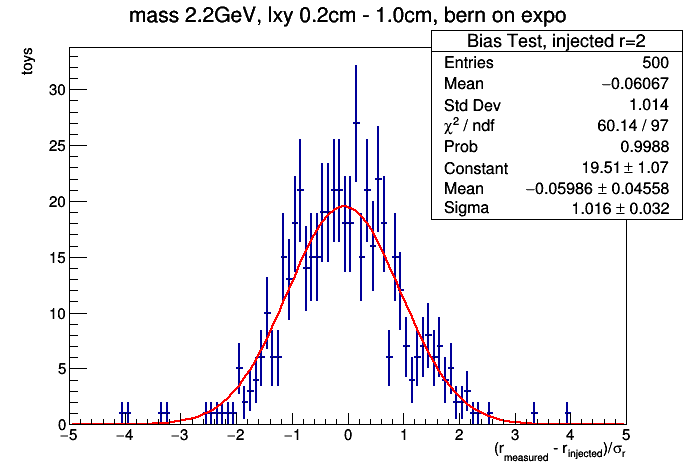 mass 2.2GeV, lxy 0.2cm - 1.0cm, bern on expo
Bias Test, injected r=2
Entries 500
Mean −0.06067
Std Dev 1.014
χ² / ndf 60.14 / 97
Prob 0.9988
Constant 19.51 ± 1.07
Mean −0.05986 ± 0.04558
Sigma 1.016 ± 0.032
toys
30
25
20
15
10
5
0
−5 −4 −3 −2 −1 0 1 2 3 4 5
(r_measured - r_injected)/σ_r